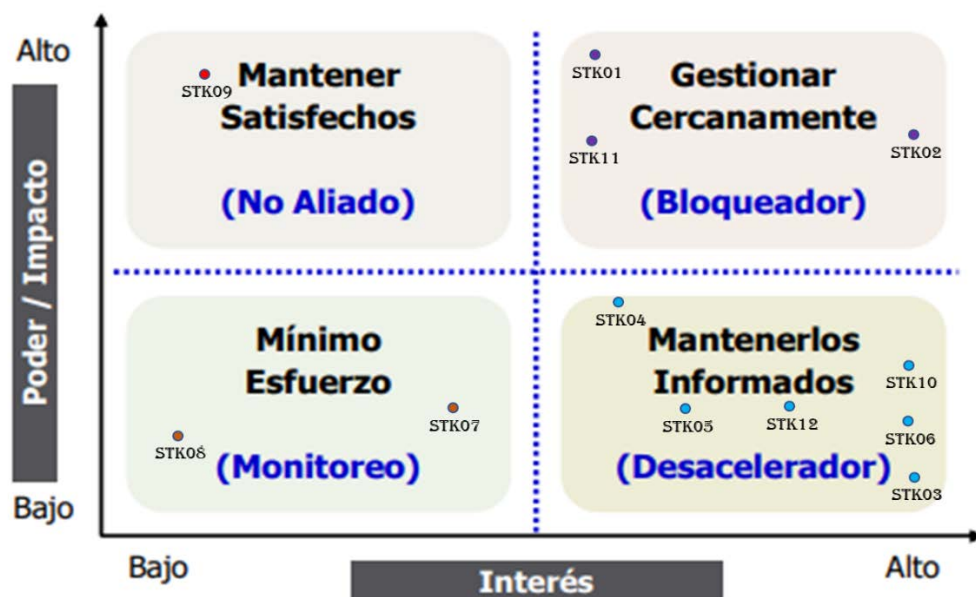 Alto
Poder / Impacto
Bajo
Mantener
Satisfechos
(No Aliado)
STK09
Gestionar
Cercanamente
(Bloqueador)
STK01
STK11
STK02
Mínimo
Esfuerzo
(Monitoreo)
STK07
STK08
Mantenerlos
Informados
(Desacelerador)
STK04
STK10
STK05
STK12
STK06
STK03
Bajo
Interés
Alto